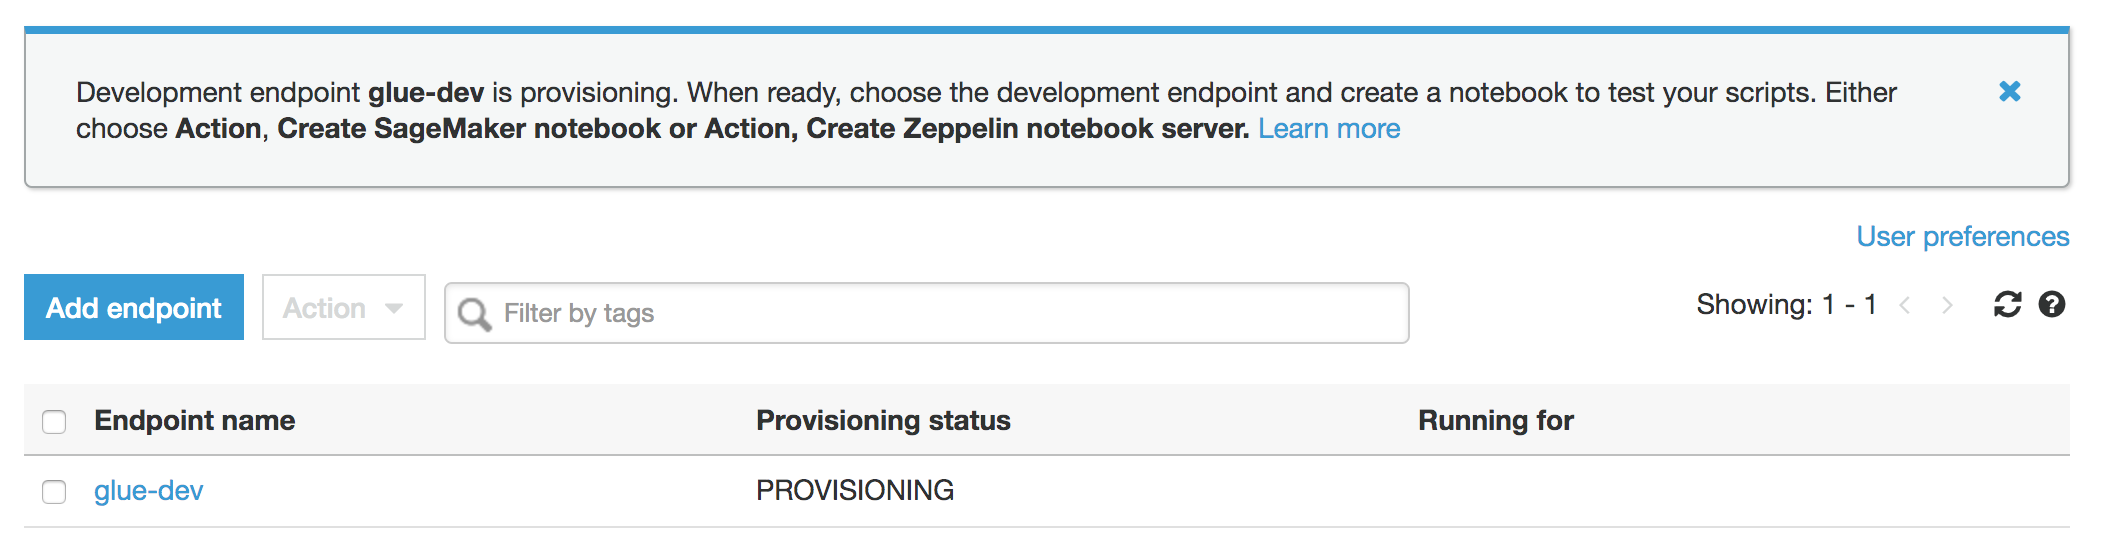 Development endpoint glue-dev is provisioning. When ready, choose the development endpoint and create a notebook to test your scripts. Either
choose Action, Create SageMaker notebook or Action, Create Zeppelin notebook server. Learn more
User preferences
Add endpoint
Action
Filter by tags
Showing: 1 - 1
Endpoint name
Provisioning status
Running for
glue-dev
PROVISIONING